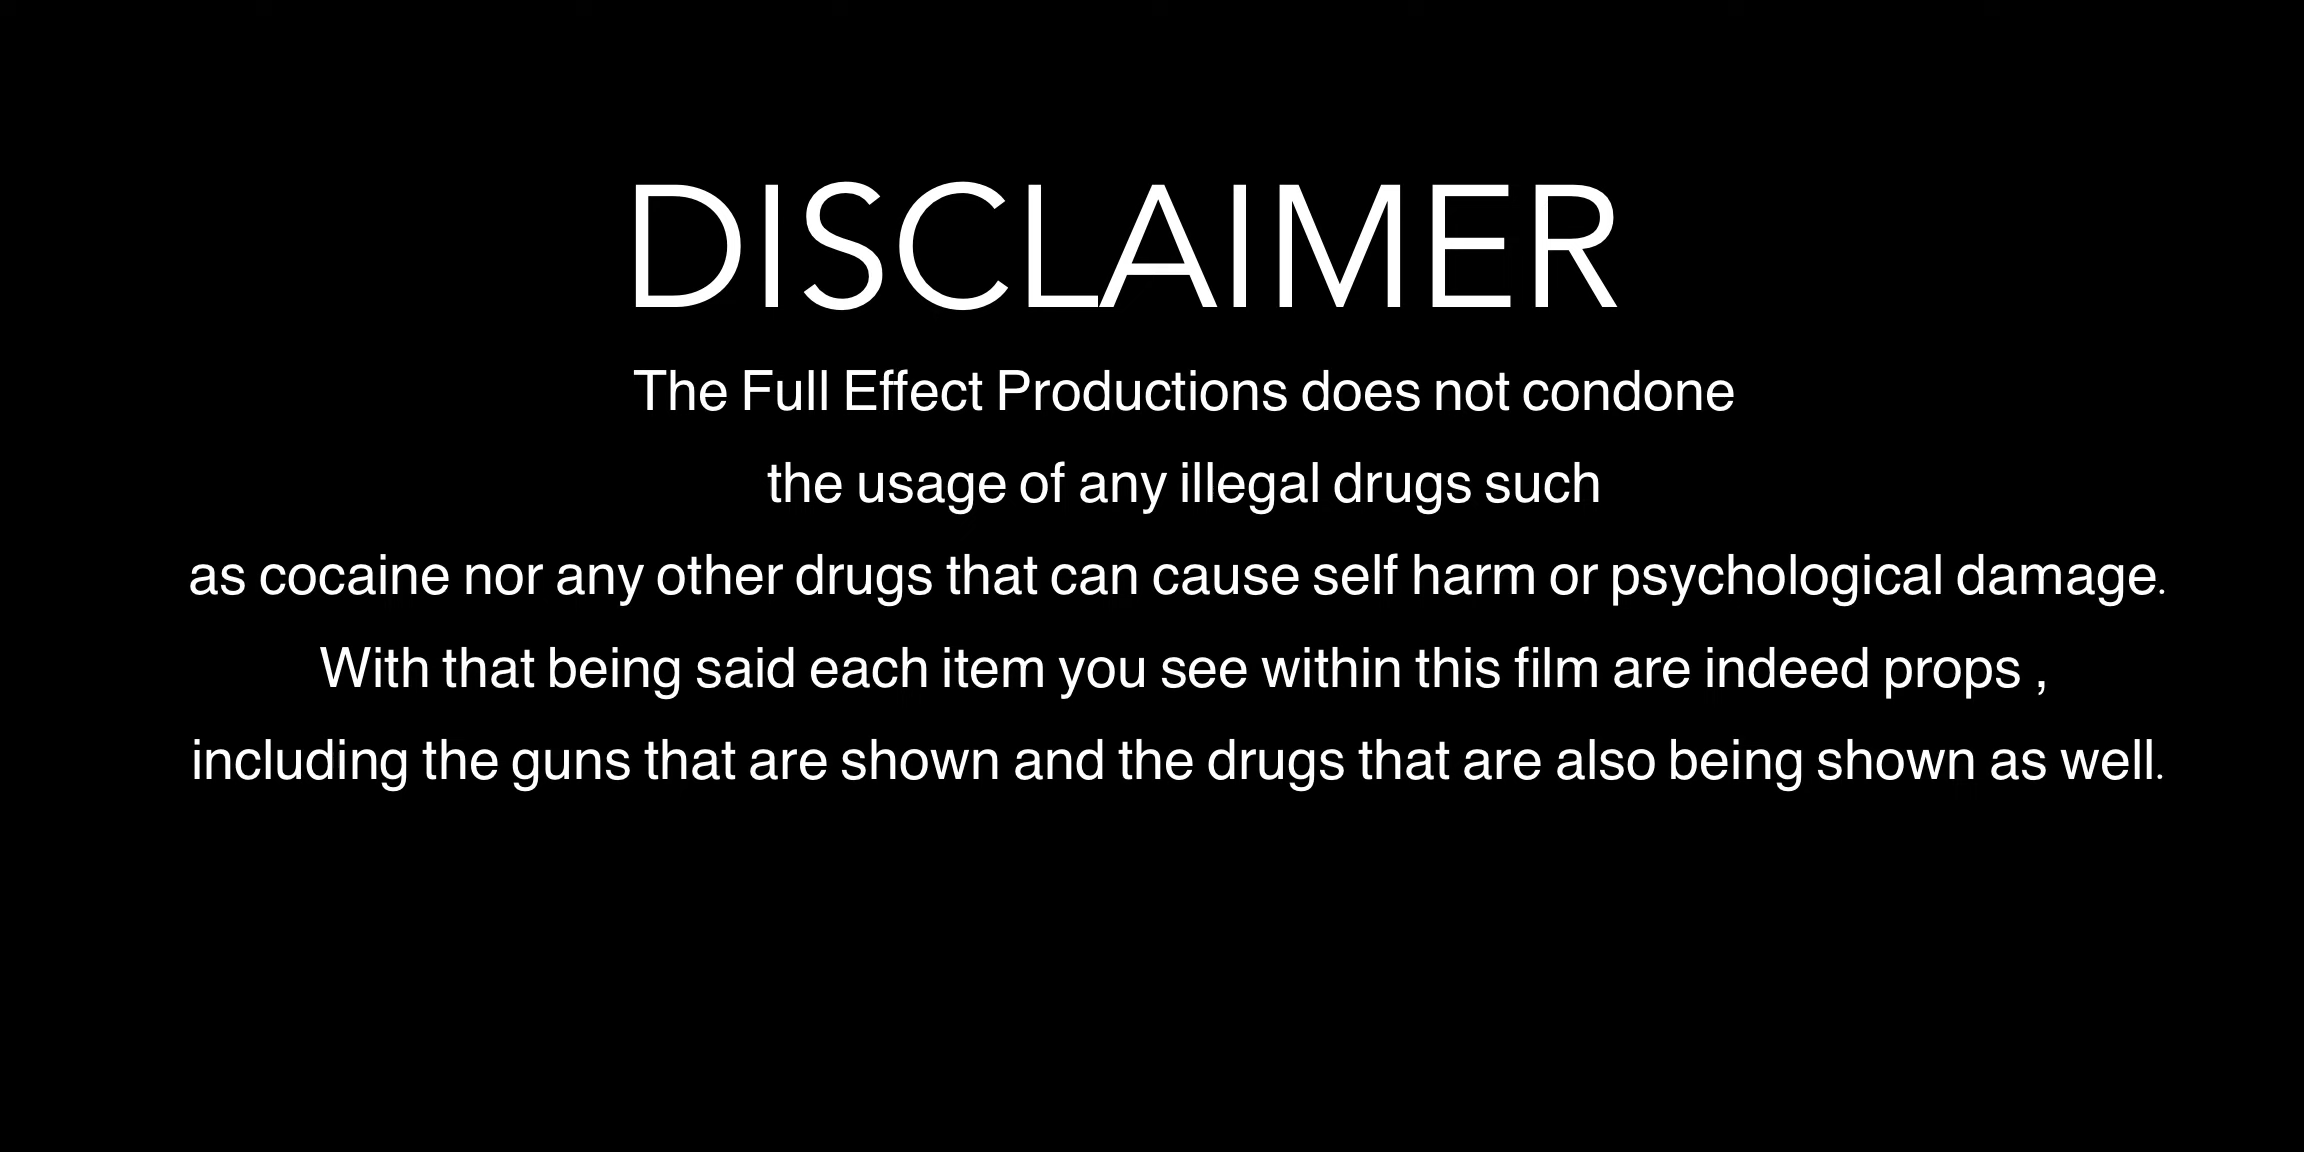 DISCLAIMER
The Full Effect Productions does not condone
the usage of any illegal drugs such
as cocaine nor any other drugs that can cause self harm or psychological damage.
With that being said each item you see within this film are indeed props ,
including the guns that are shown and the drugs that are also being shown as well.